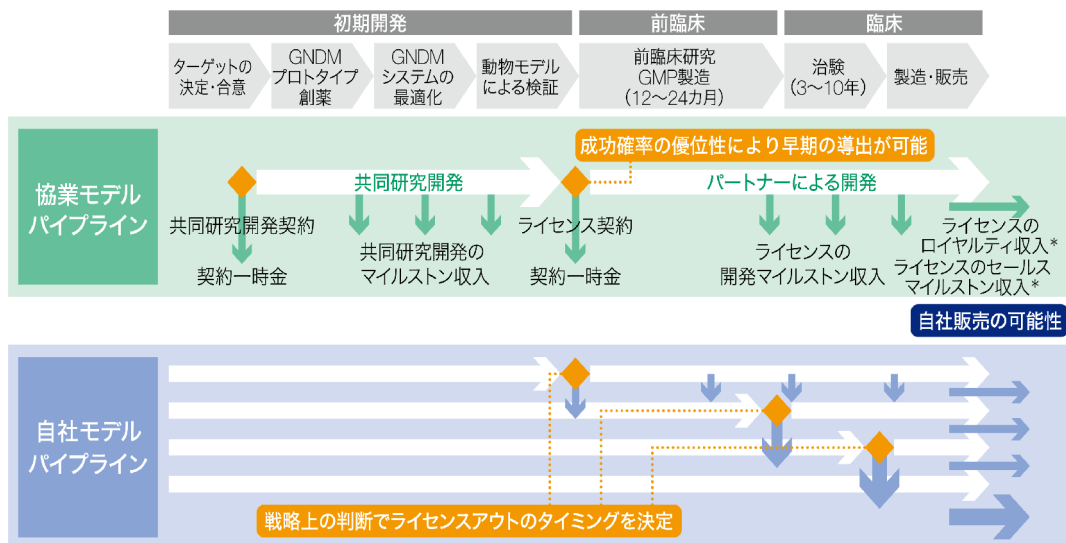 初期開発
前臨床
臨床
ターゲットの
決定・合意
GNDM
プロトタイプ
創薬
GNDM
システムの
最適化
動物モデル
による検証
前臨床研究
GMP製造
(12〜24カ月)
治験
(3〜10年)
製造・販売
協業モデル
パイプライン
成功確率の優位性により早期の導出が可能
共同研究開発
パートナーによる開発
共同研究開発契約
契約一時金
共同研究開発の
マイルストン収入
ライセンス契約
契約一時金
ライセンスの
開発マイルストン収入
ライセンスの
ロイヤルティ収入*
ライセンスのセールス
マイルストン収入*
自社販売の可能性
自社モデル
パイプライン
戦略上の判断でライセンスアウトのタイミングを決定